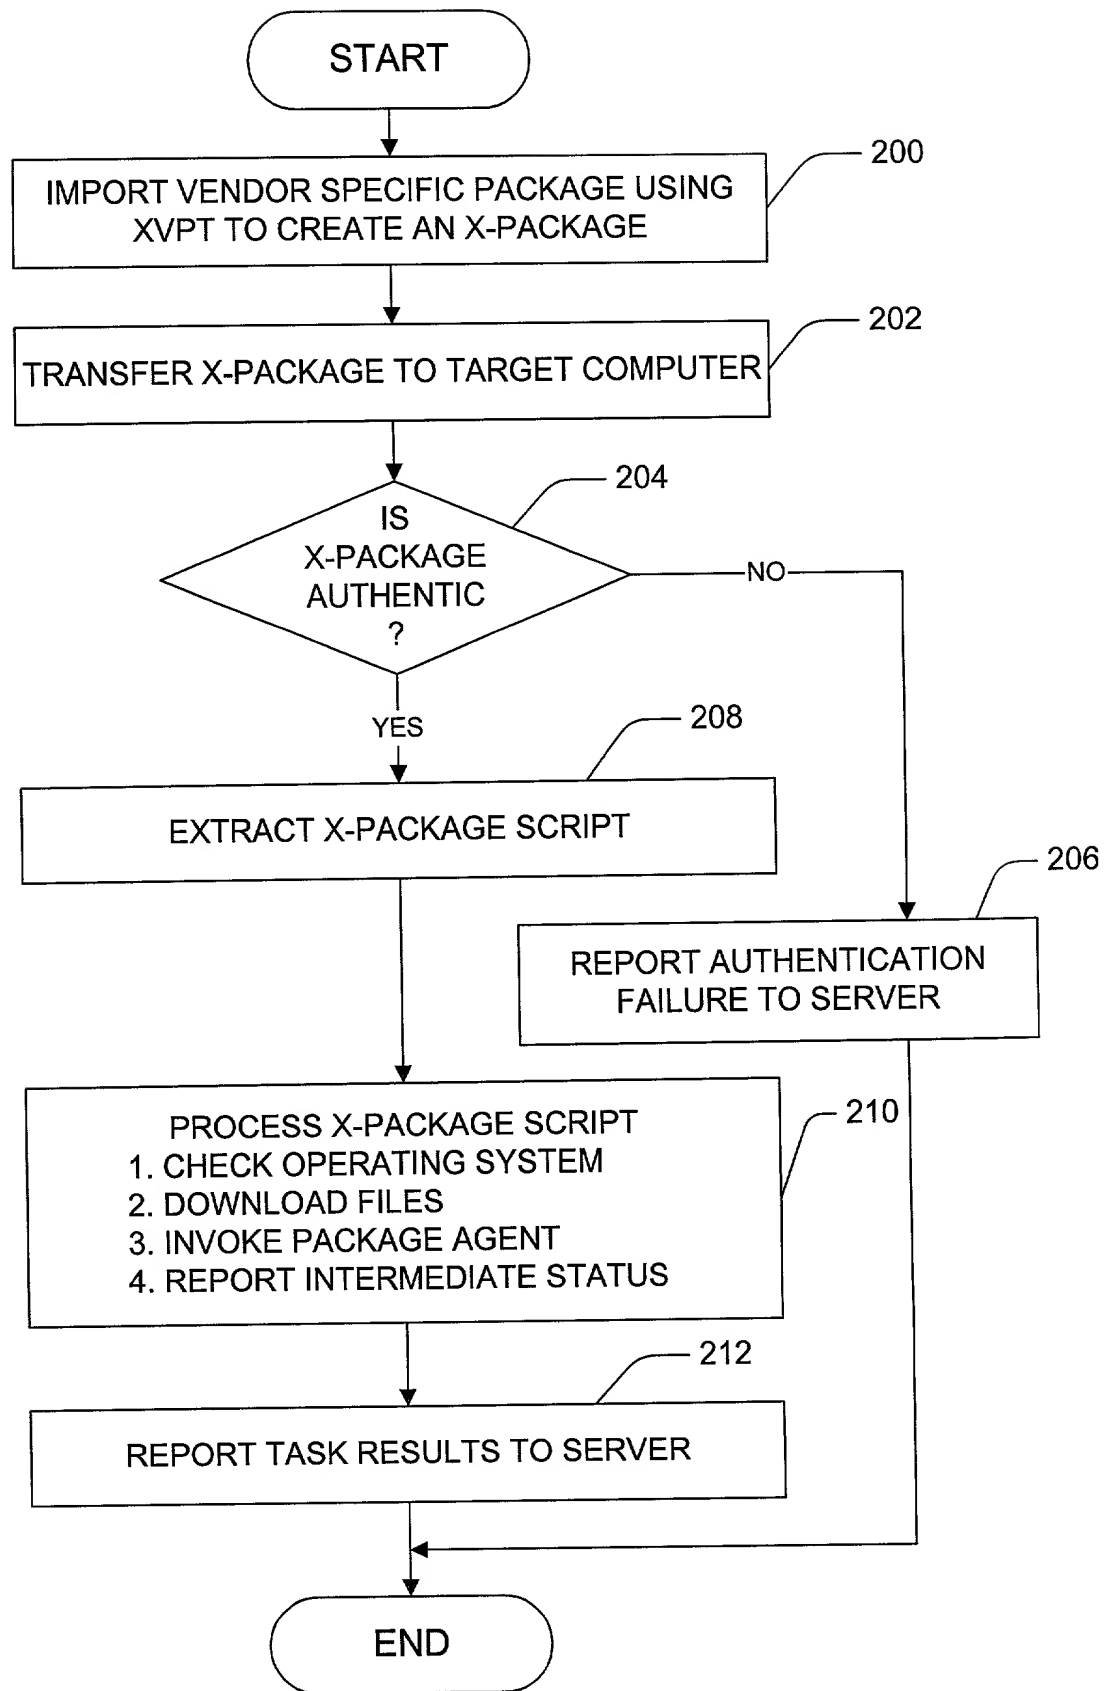 START
200
IMPORT VENDOR SPECIFIC PACKAGE USING
XVPT TO CREATE AN X-PACKAGE
202
TRANSFER X-PACKAGE TO TARGET COMPUTER
204
IS
X-PACKAGE
AUTHENTIC
?
NO
YES
208
EXTRACT X-PACKAGE SCRIPT
206
REPORT AUTHENTICATION
FAILURE TO SERVER
210
PROCESS X-PACKAGE SCRIPT
1. CHECK OPERATING SYSTEM
2. DOWNLOAD FILES
3. INVOKE PACKAGE AGENT
4. REPORT INTERMEDIATE STATUS
212
REPORT TASK RESULTS TO SERVER
END